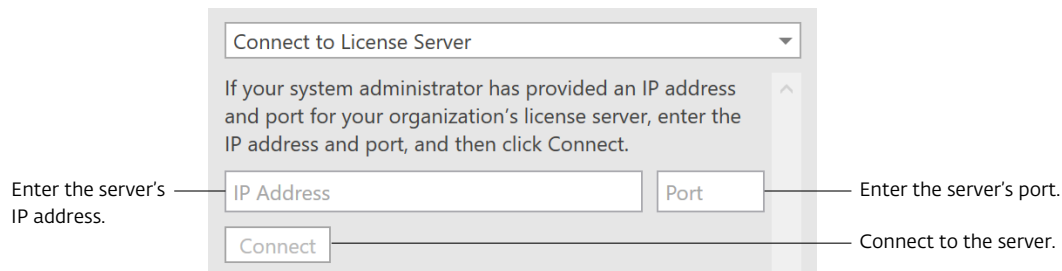 Connect to License Server
If your system administrator has provided an IP address
and port for your organization’s license server, enter the
IP address and port, and then click Connect.
Enter the server’s
IP address.
IP Address
Port
Enter the server’s port.
Connect
Connect to the server.